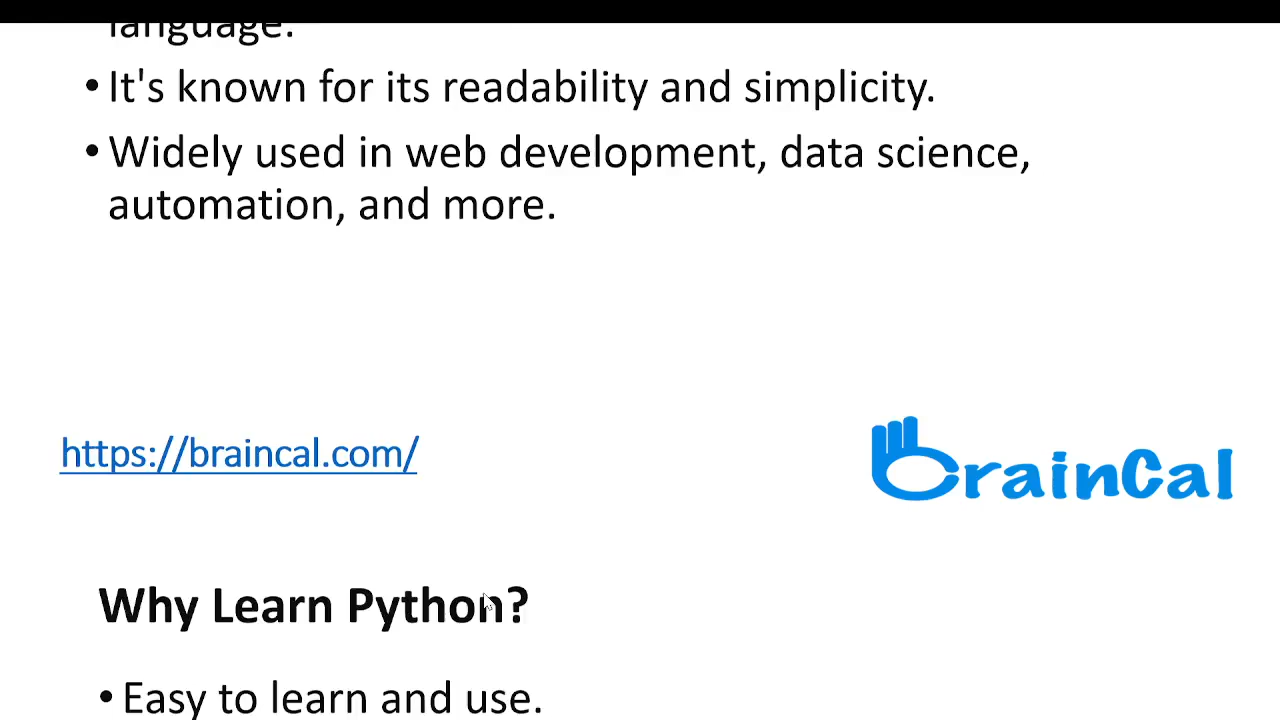 language.
• It's known for its readability and simplicity.
• Widely used in web development, data science,
automation, and more.
https://braincal.com/
brainCal
Why Learn Python?
• Easy to learn and use.